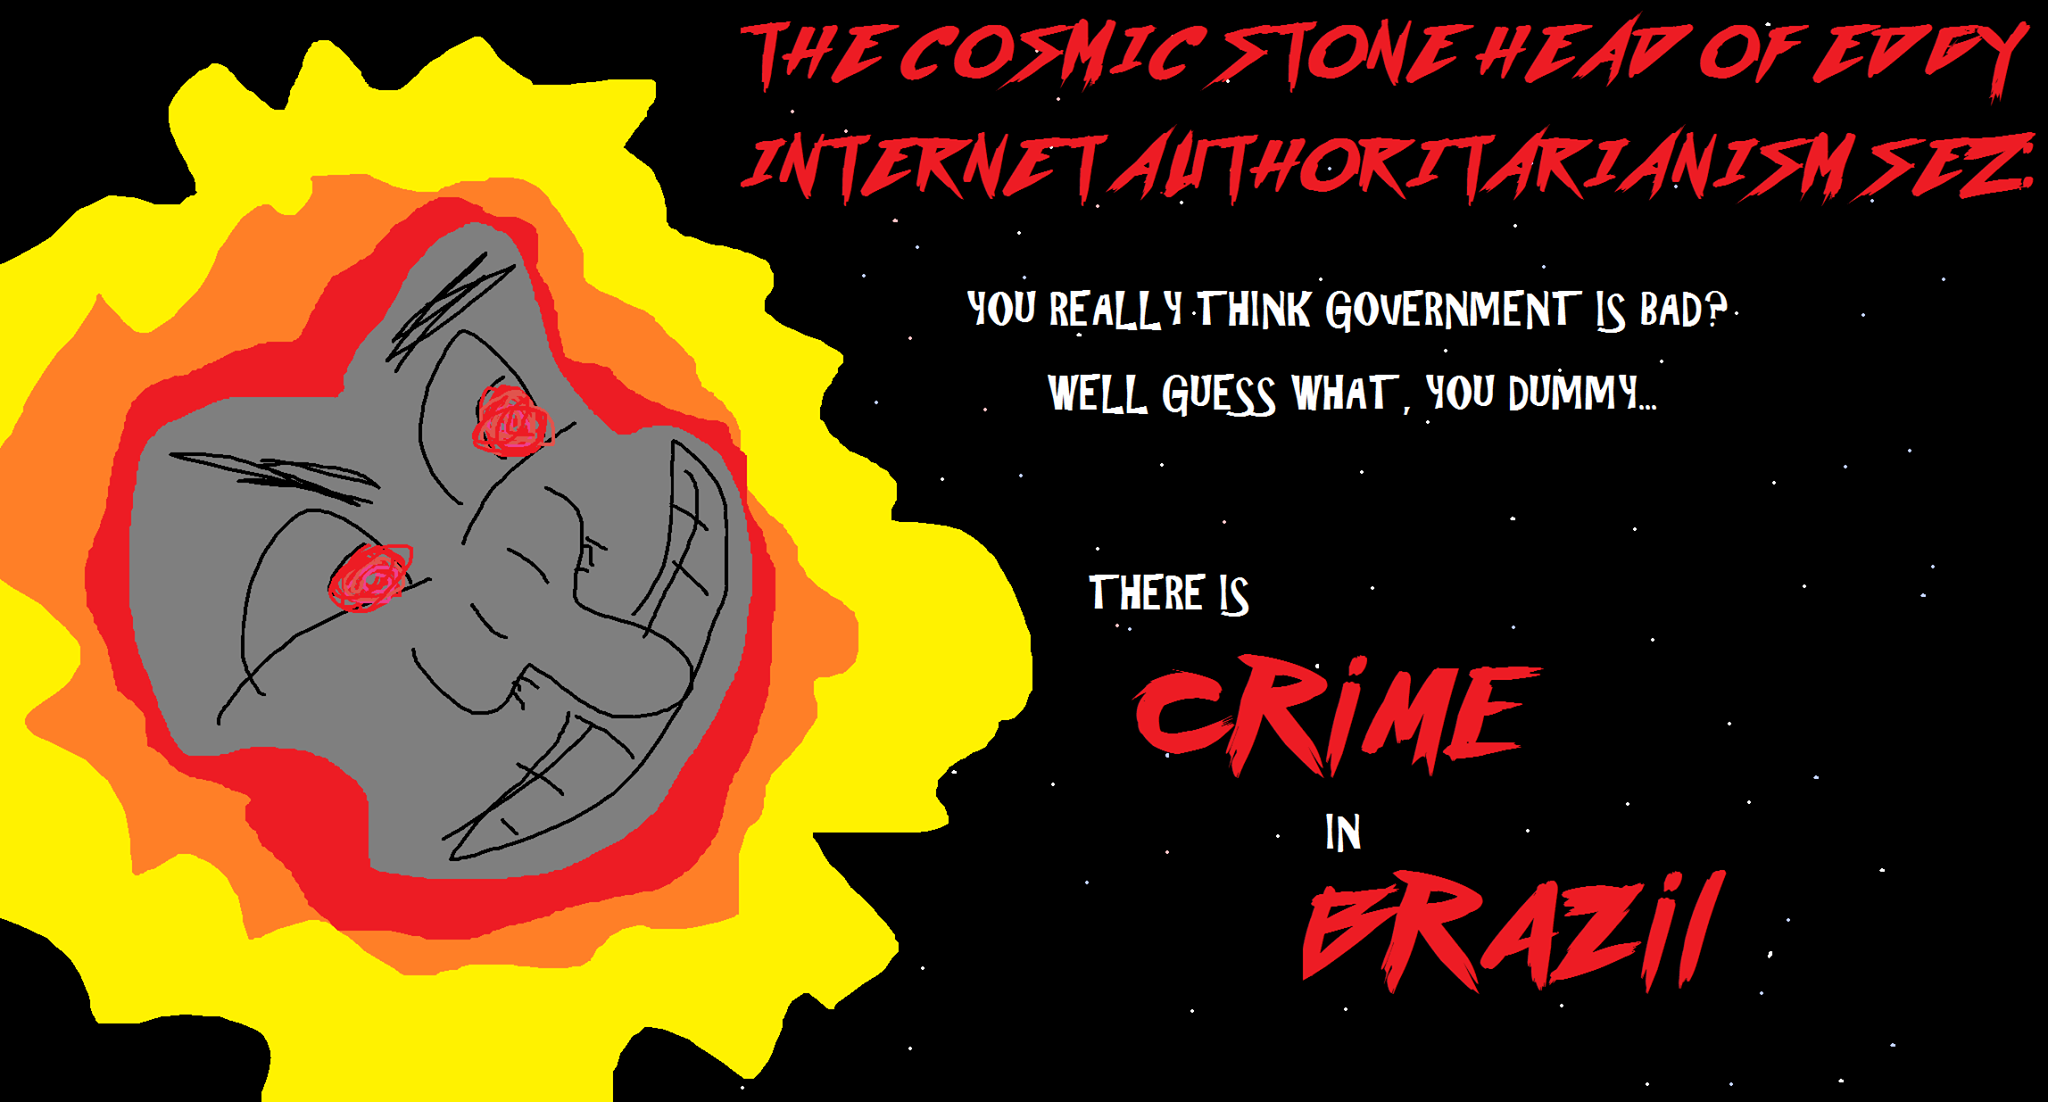 THE COSMIC STONE HEAD OF EDGY
INTERNET AUTHORITARIANISM SEZ:
YOU REALLY THINK GOVERNMENT IS BAD?
WELL GUESS WHAT, YOU DUMMY...
THERE IS
CRIME
IN
BRAZIL